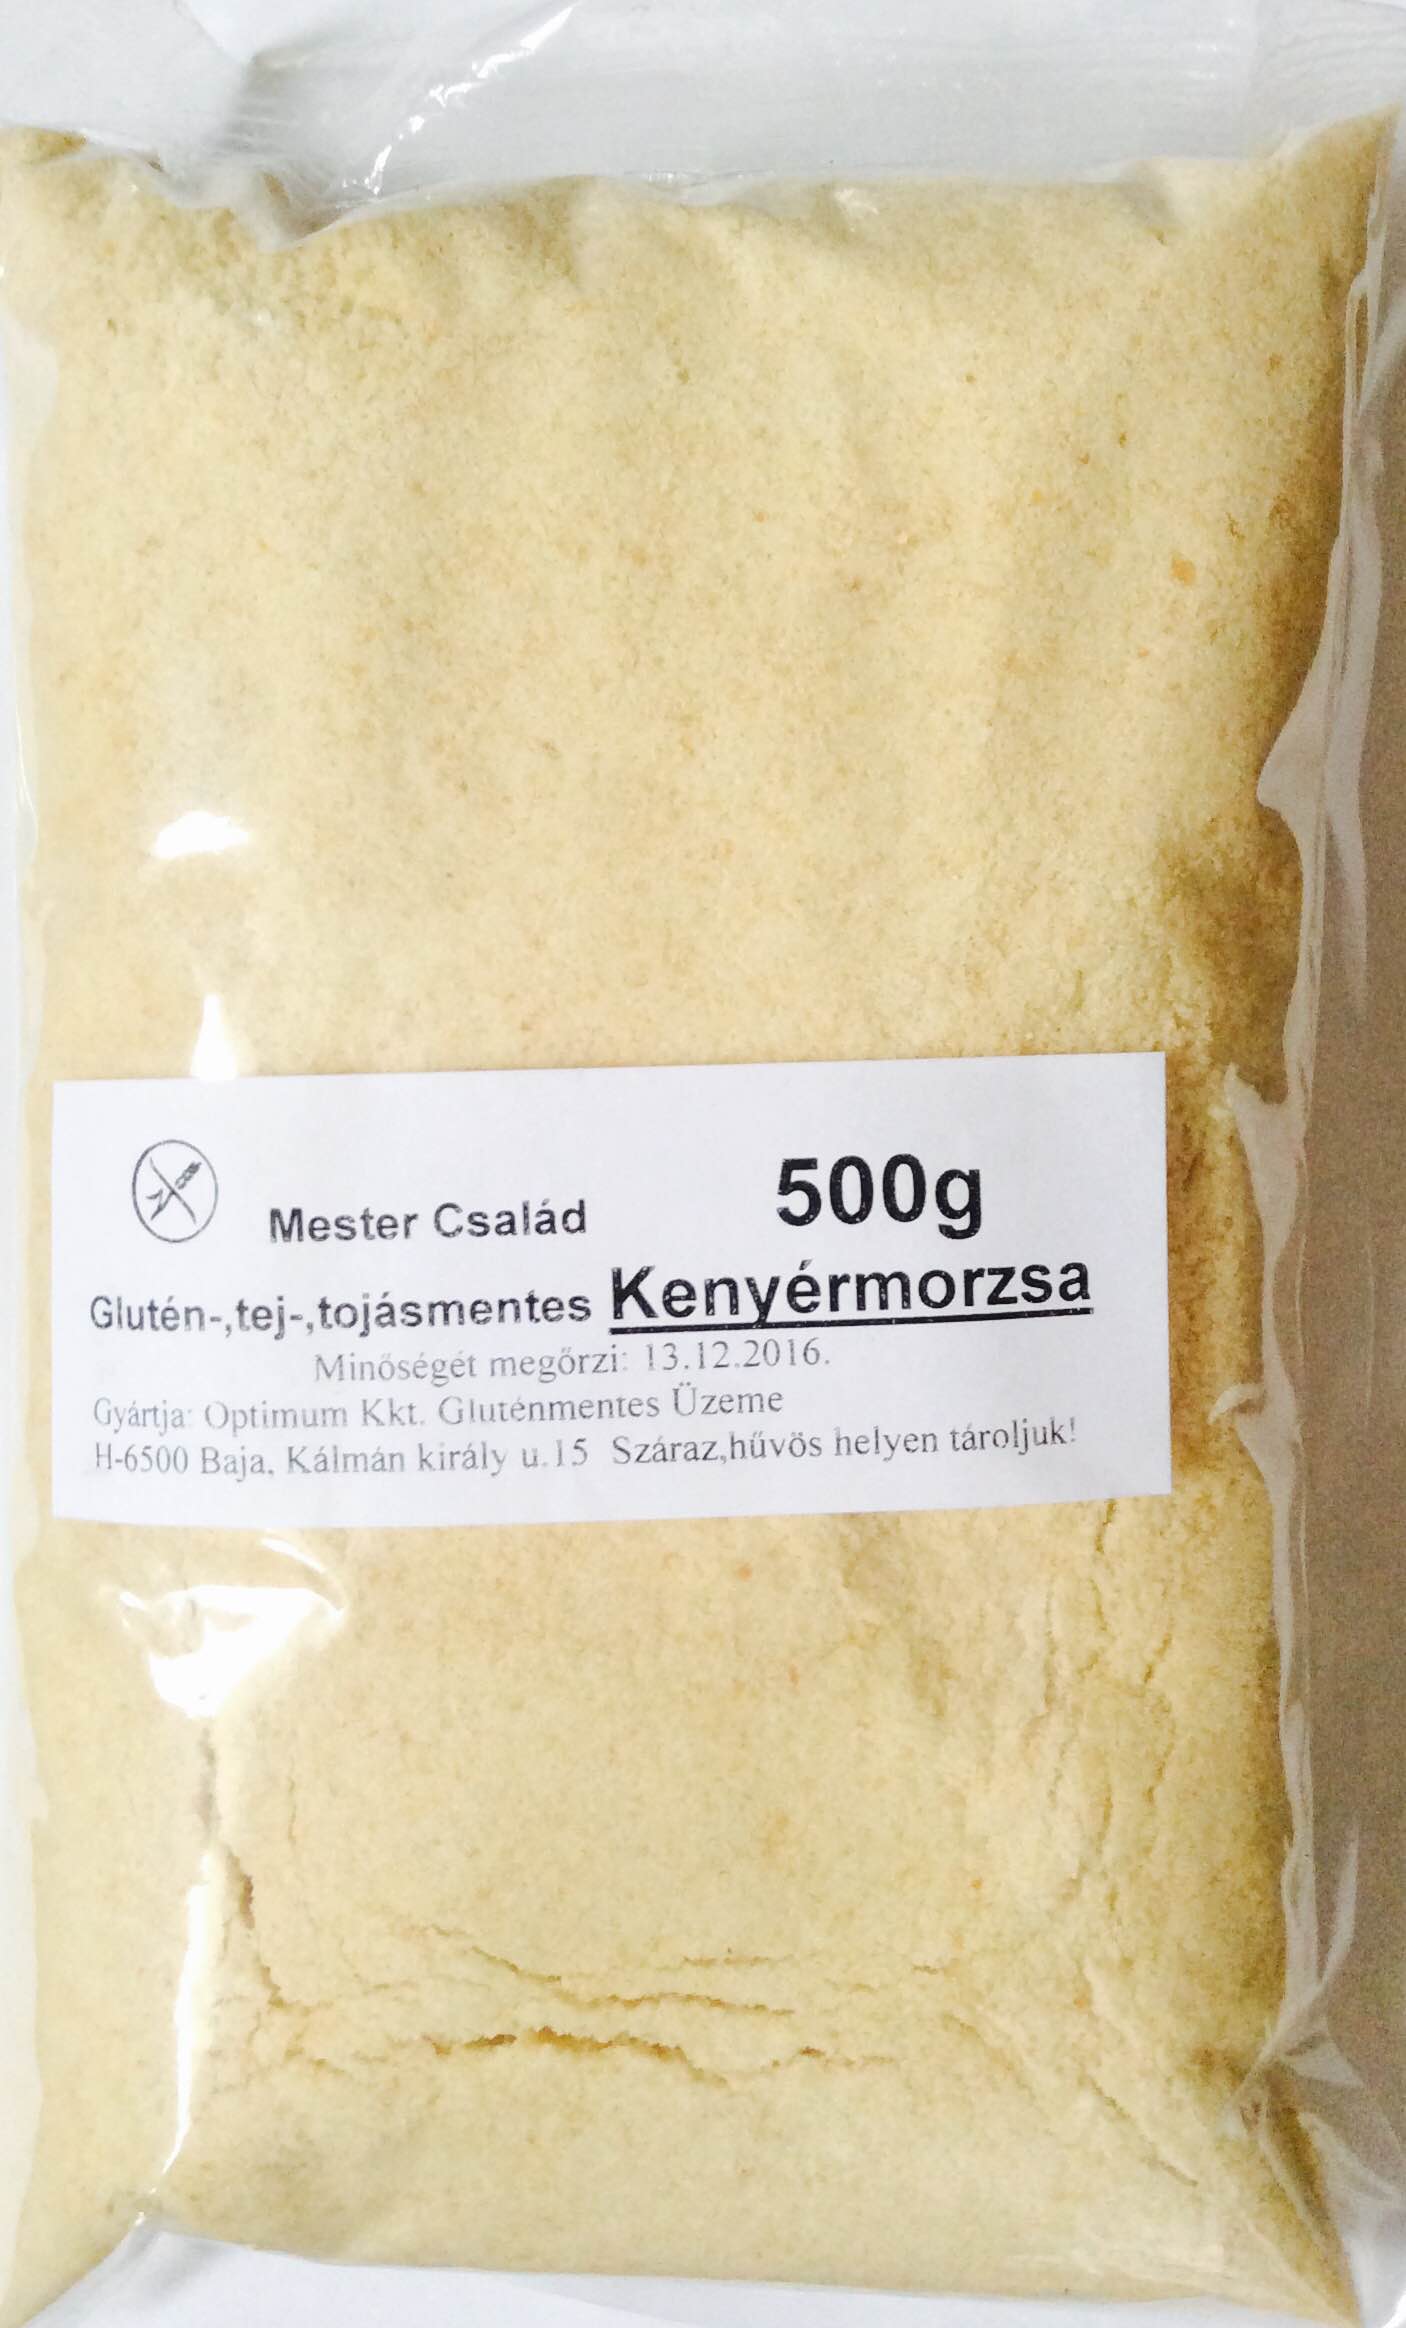 Mester Család 500g
Glutén-,tej-,tojásmentes Kenyérmorzsa
Minőségét megőrzi: 13.12.2016.
Gyártja: Optimum Kkt. Gluténmentes Üzeme
H-6500 Baja, Kálmán király u.15 Száraz,hűvös helyen tároljuk!